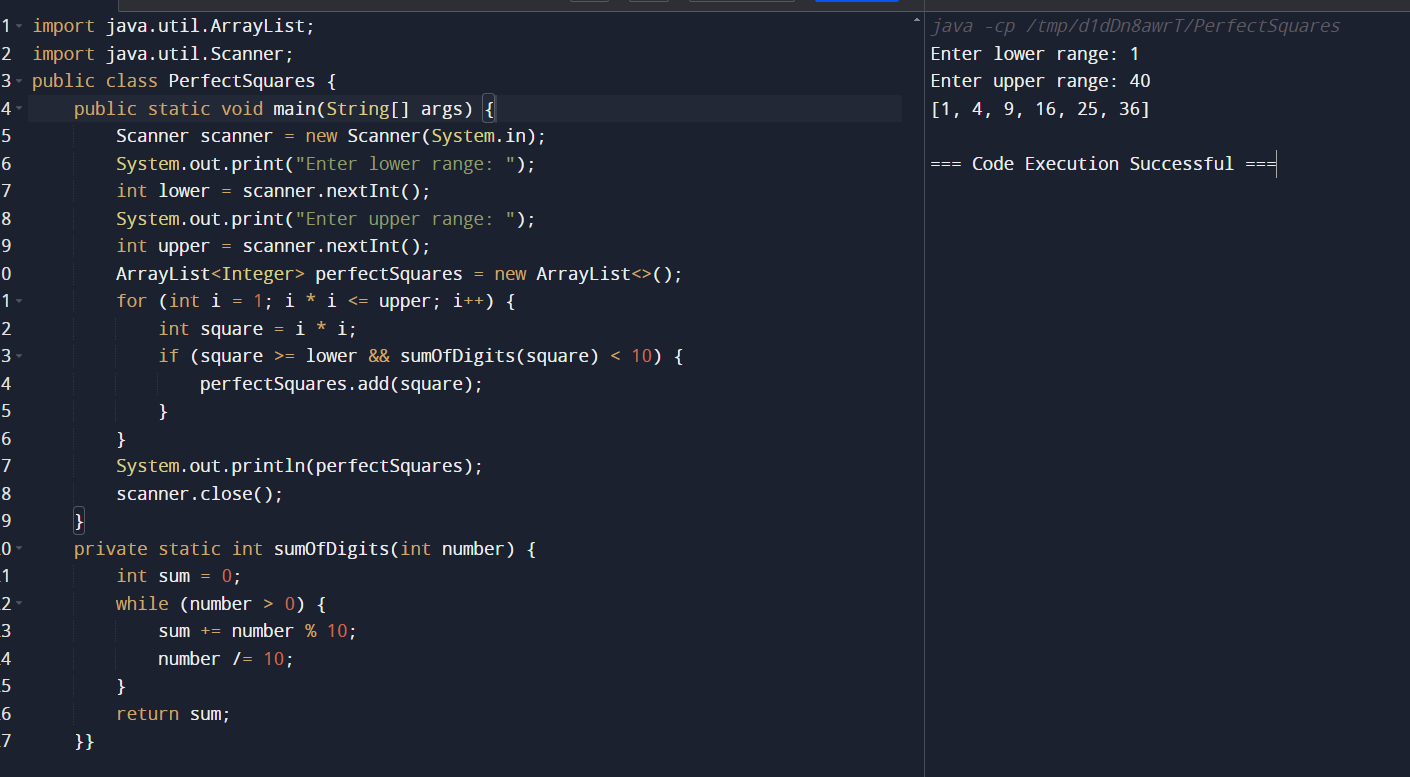 1 import java.util.ArrayList;
2 import java.util.Scanner;
3 public class PerfectSquares {
4     public static void main(String[] args) {
5         Scanner scanner = new Scanner(System.in);
6         System.out.print("Enter lower range: ");
7         int lower = scanner.nextInt();
8         System.out.print("Enter upper range: ");
9         int upper = scanner.nextInt();
0         ArrayList<Integer> perfectSquares = new ArrayList<>();
1         for (int i = 1; i * i <= upper; i++) {
2             int square = i * i;
3             if (square >= lower && sumOfDigits(square) < 10) {
4                 perfectSquares.add(square);
5             }
6         }
7         System.out.println(perfectSquares);
8         scanner.close();
9     }
0     private static int sumOfDigits(int number) {
1         int sum = 0;
2         while (number > 0) {
3             sum += number % 10;
4             number /= 10;
5         }
6         return sum;
7     }}
java -cp /tmp/d1dDn8awrT/PerfectSquares
Enter lower range: 1
Enter upper range: 40
[1, 4, 9, 16, 25, 36]
=== Code Execution Successful ===